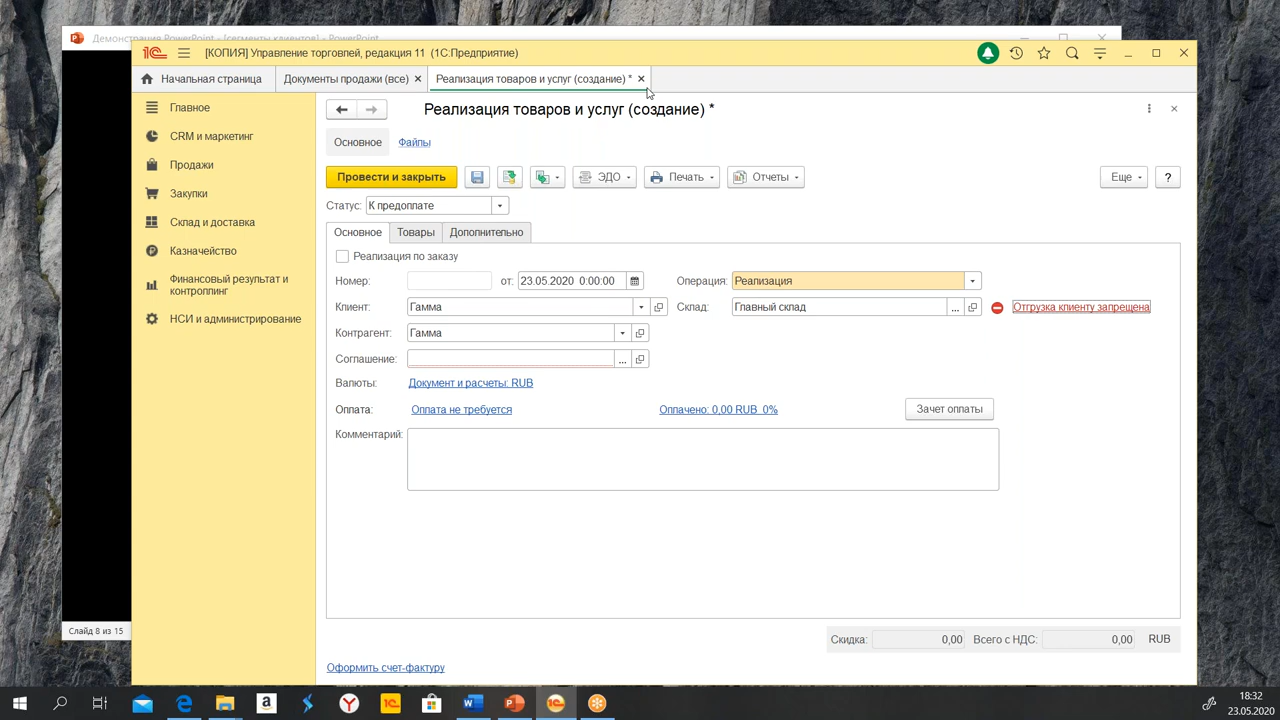 Демонстрация PowerPoint - [сегменты клиентов] - PowerPoint
[КОПИЯ] Управление торговлей, редакция 11 (1С:Предприятие)
Начальная страница
Документы продажи (все)
Реализация товаров и услуг (создание) *
Главное
CRM и маркетинг
Продажи
Закупки
Склад и доставка
Казначейство
Финансовый результат и
контроллинг
НСИ и администрирование
Реализация товаров и услуг (создание) *
Основное
Файлы
Провести и закрыть
ЭДО
Печать
Отчеты
Еще
?
Статус: К предоплате
Основное
Товары
Дополнительно
Реализация по заказу
Номер: от: 23.05.2020 0:00:00 Операция: Реализация
Клиент: Гамма Склад: Главный склад ... Отгрузка клиенту запрещена
Контрагент: Гамма
Соглашение: ...
Валюты: Документ и расчеты: RUB
Оплата: Оплата не требуется Оплачено: 0,00 RUB 0% Зачет оплаты
Комментарий:
Скидка: 0,00 Всего с НДС: 0,00 RUB
Оформить счет-фактуру
Слайд 8 из 15
18:32
23.05.2020